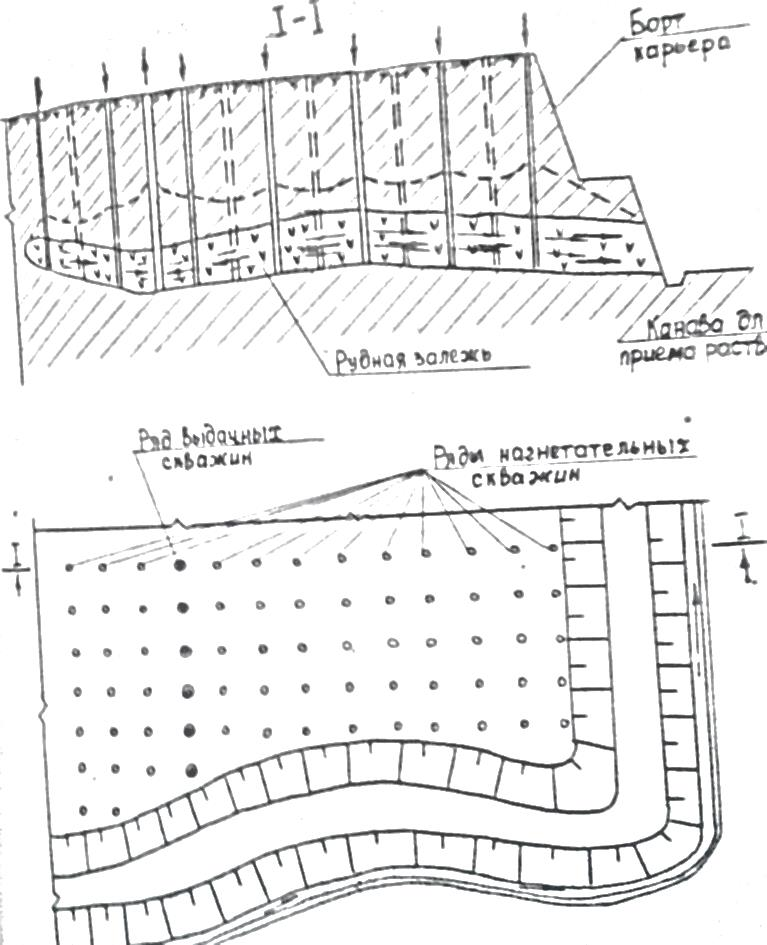 I-I
Борт
карьера
Канава дл
приема раств
Рудная залежь
Ряд выдачных
скважин
Ряды нагнетательных
скважин
I
I